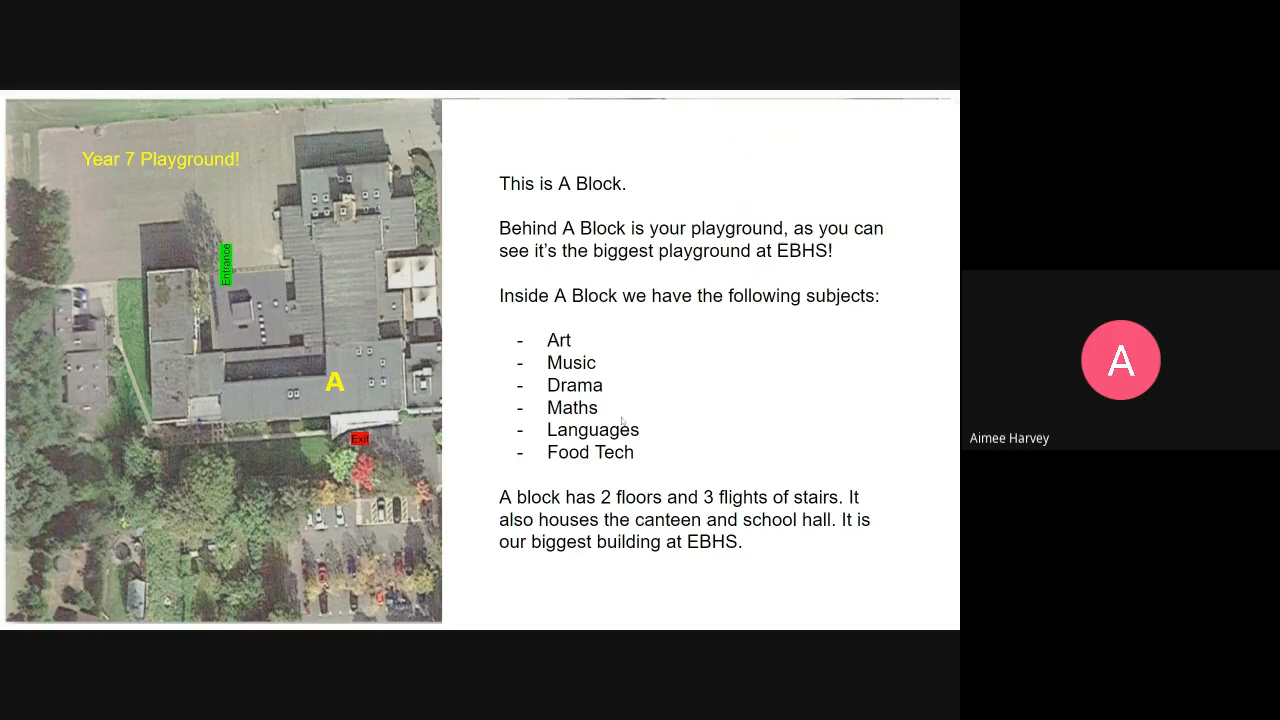 Year 7 Playground!
Entrance
A
Exit
This is A Block.
Behind A Block is your playground, as you can
see it’s the biggest playground at EBHS!
Inside A Block we have the following subjects:
- Art
- Music
- Drama
- Maths
- Languages
- Food Tech
A block has 2 floors and 3 flights of stairs. It
also houses the canteen and school hall. It is
our biggest building at EBHS.
A
Aimee Harvey